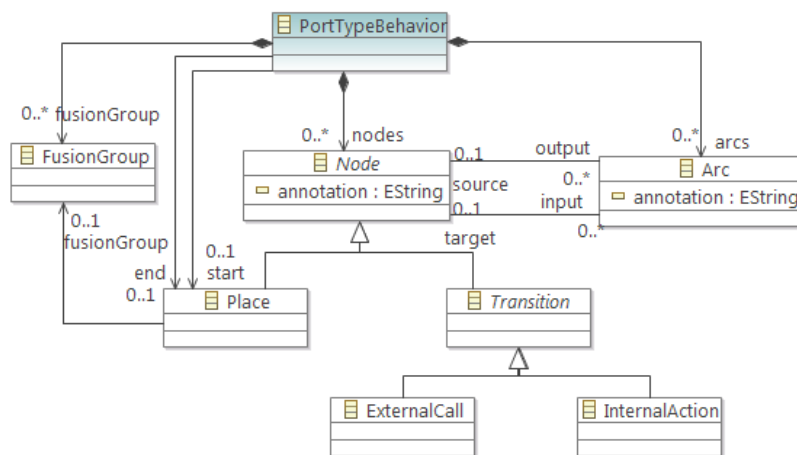 PortTypeBehavior
0..* fusionGroup
0..* nodes
0..* arcs
FusionGroup
Node
annotation : EString
0..1 output
source 0..*
0..1 input
target 0..*
Arc
annotation : EString
0..1
fusionGroup
end
0..1
0..1
start
Place
Transition
ExternalCall
InternalAction